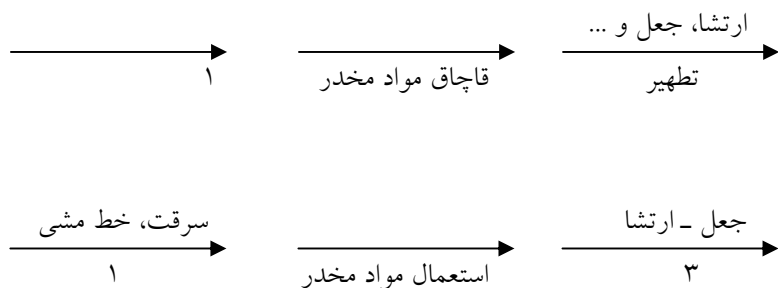 ارتشا، جعل و ...
تطهیر
قاچاق مواد مخدر
۱
جعل ـ ارتشا
۳
استعمال مواد مخدر
سرقت، خط مشی
۱